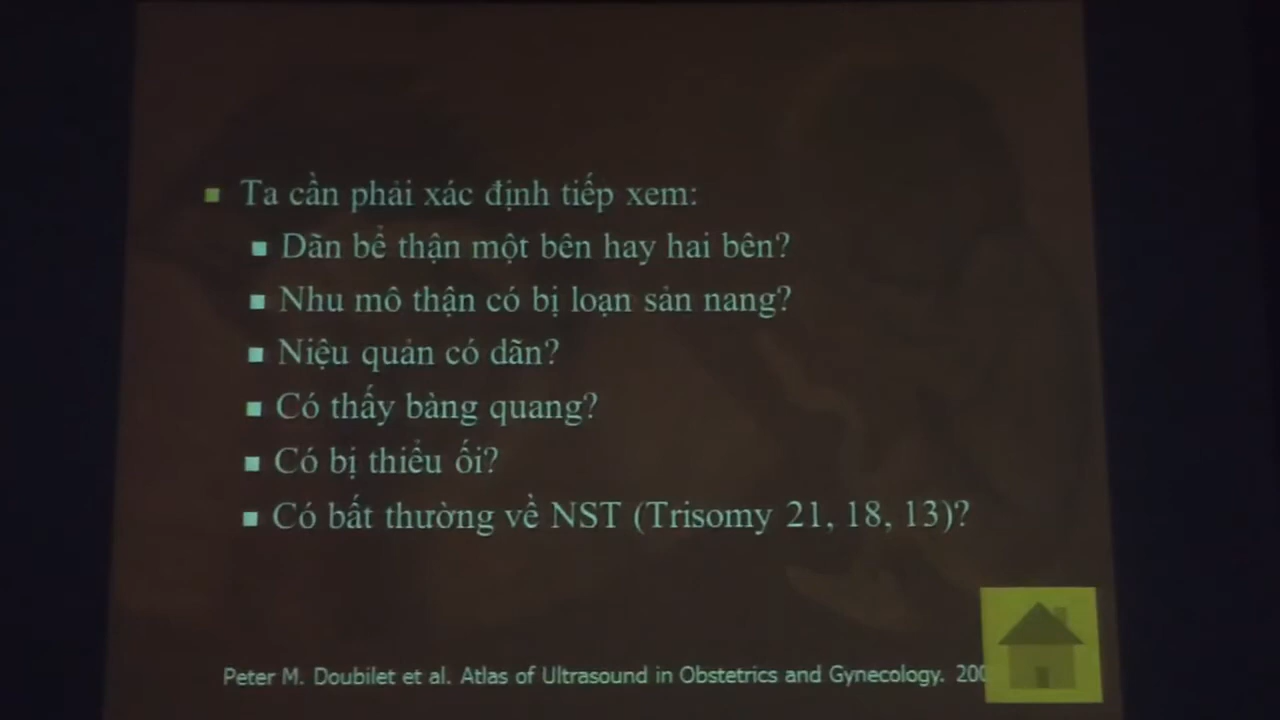 Ta cần phải xác định tiếp xem:
Dãn bể thận một bên hay hai bên?
Nhu mô thận có bị loạn sản nang?
Niệu quản có dãn?
Có thấy bàng quang?
Có bị thiểu ối?
Có bất thường về NST (Trisomy 21, 18, 13)?
Peter M. Doubilet et al. Atlas of Ultrasound in Obstetrics and Gynecology.